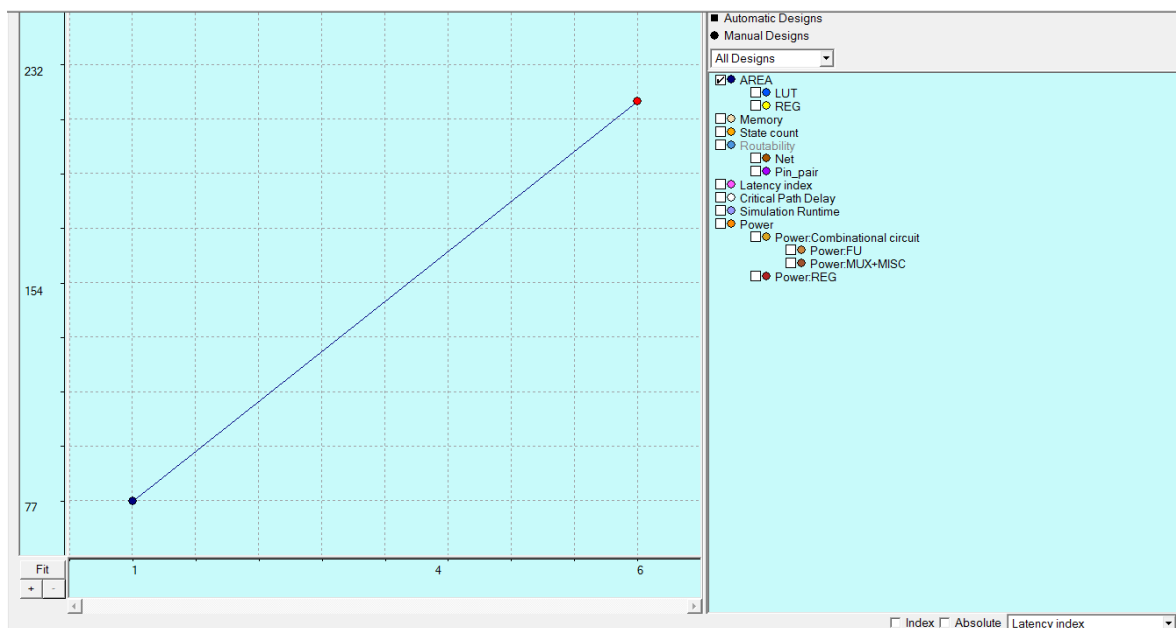 232
154
77
Fit
+ -
1 4 6
Automatic Designs
Manual Designs
All Designs
AREA
LUT
REG
Memory
State count
Routability
Net
Pin_pair
Latency index
Critical Path Delay
Simulation Runtime
Power
Power:Combinational circuit
Power:FU
Power:MUX+MISC
Power:REG
Index Absolute Latency index